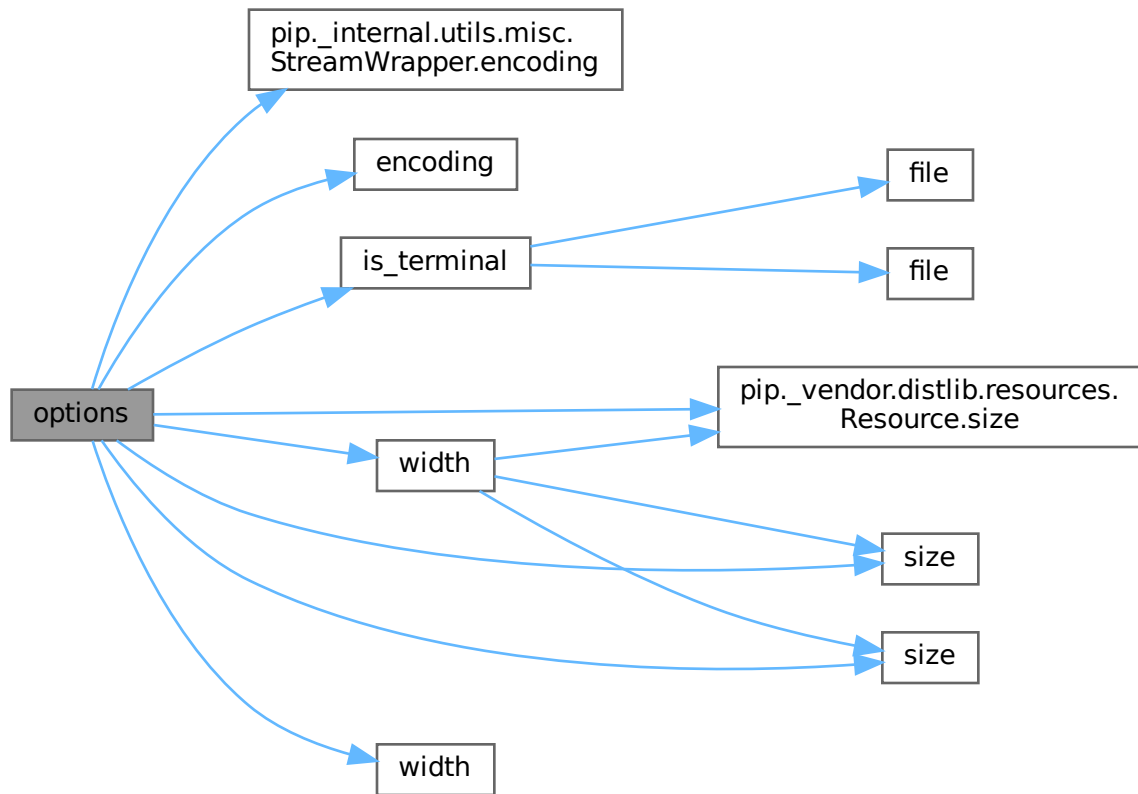 pip._internal.utils.misc.
StreamWrapper.encoding
encoding
file
is_terminal
file
options
pip._vendor.distlib.resources.
Resource.size
width
size
size
width